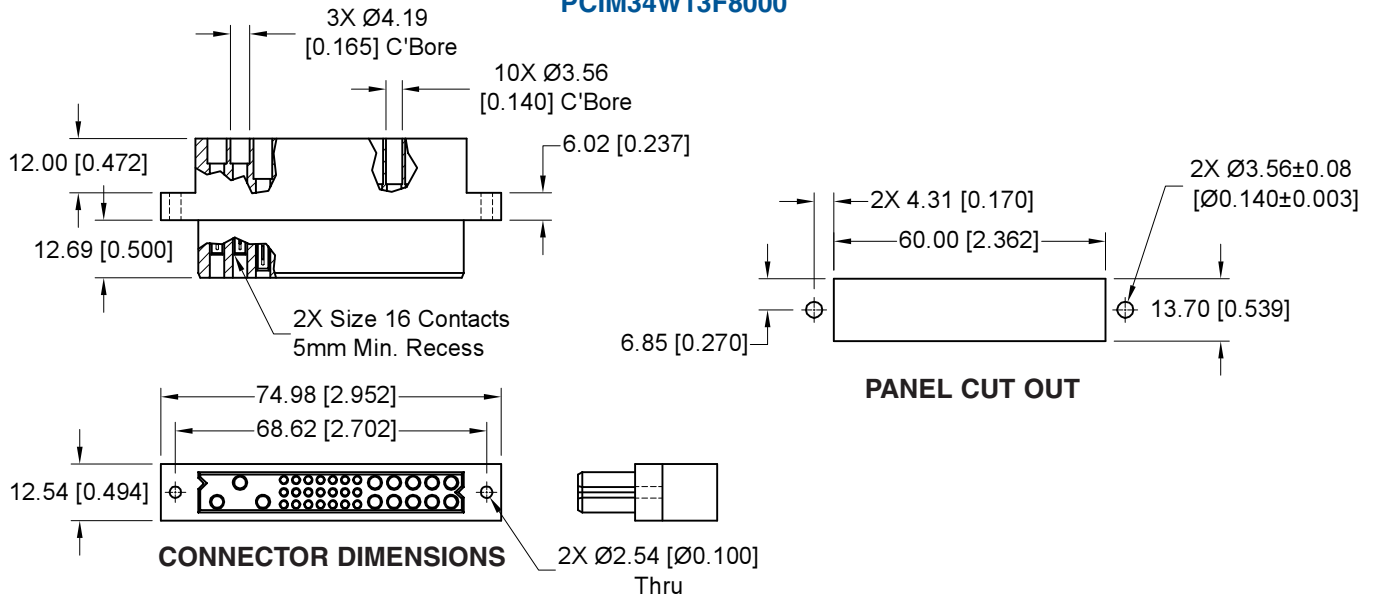 PCIM34W13F8000
3X Ø4.19
[0.165] C'Bore
10X Ø3.56
[0.140] C'Bore
12.00 [0.472]
6.02 [0.237]
12.69 [0.500]
2X Size 16 Contacts
5mm Min. Recess
2X Ø3.56±0.08
[Ø0.140±0.003]
2X 4.31 [0.170]
60.00 [2.362]
13.70 [0.539]
6.85 [0.270]
PANEL CUT OUT
74.98 [2.952]
68.62 [2.702]
12.54 [0.494]
CONNECTOR DIMENSIONS
2X Ø2.54 [Ø0.100]
Thru